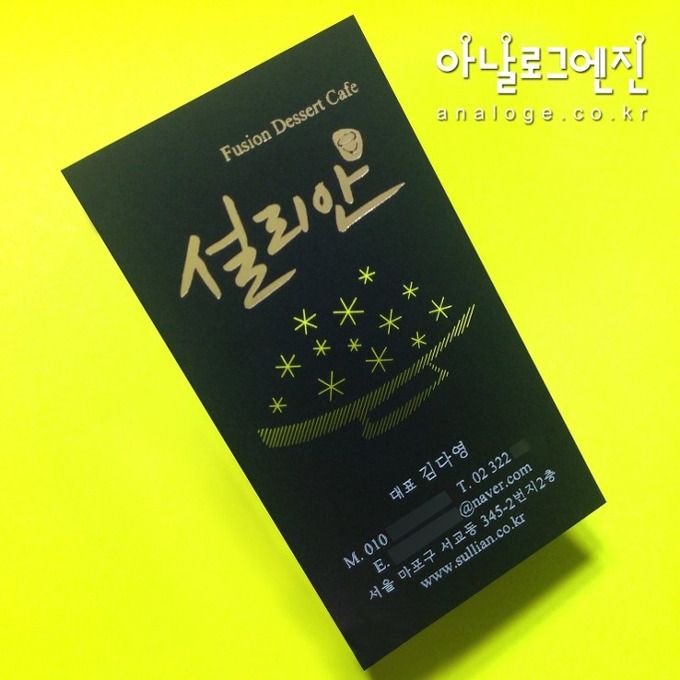 아날로그엔진
analoge.co.kr
Fusion Dessert Cafe
설리안
대표 김다영
M. 010 T. 02 322
E. @naver.com
서울 마포구 서교동 345-2번지2층
www.sullian.co.kr